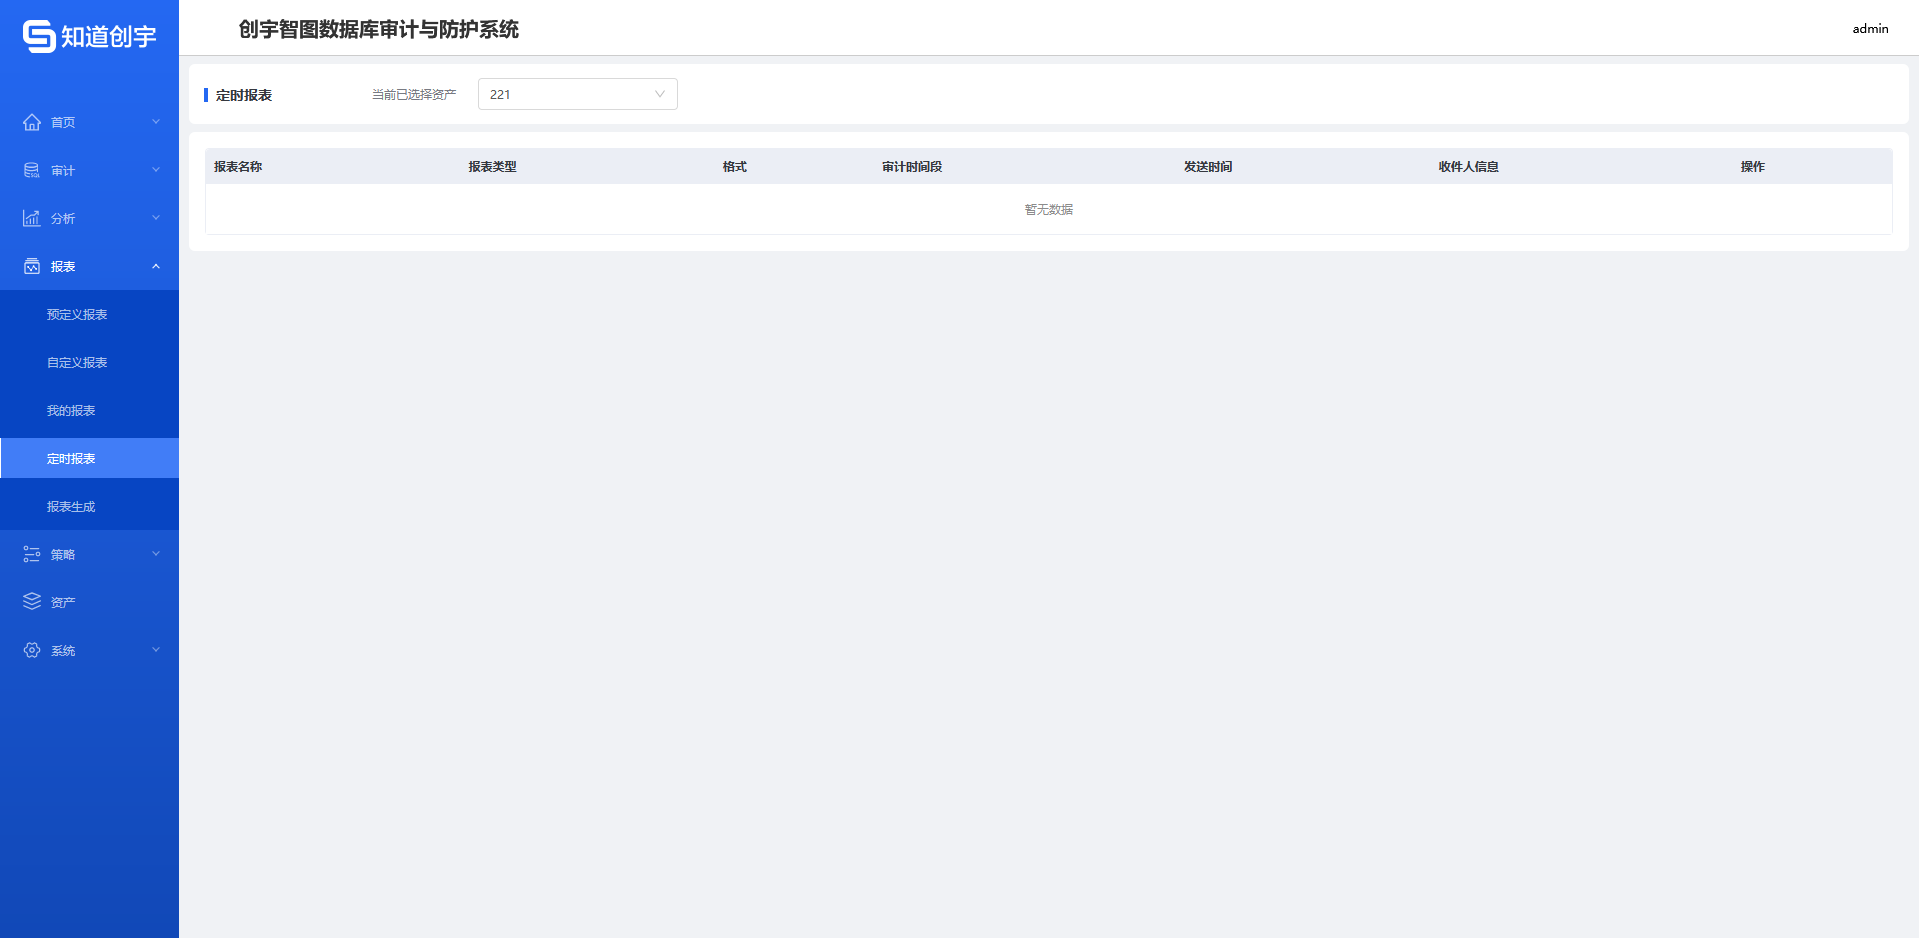 知道创宇
创宇智图数据库审计与防护系统
admin
首页
审计
分析
报表
预定义报表
自定义报表
我的报表
定时报表
报表生成
策略
资产
系统
定时报表 当前已选择资产 221
报表名称 报表类型 格式 审计时间段 发送时间 收件人信息 操作
暂无数据